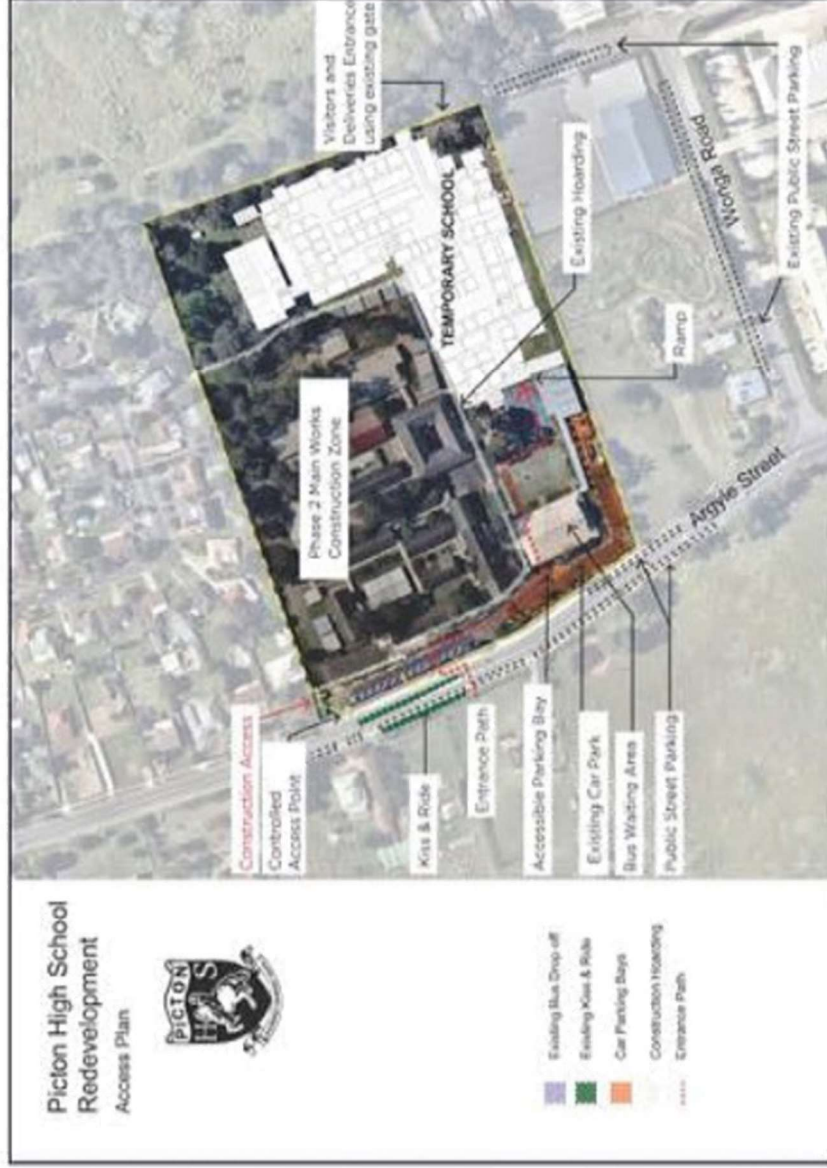 Picton High School
Redevelopment
Access Plan
PICTON
H S
Existing Bus Drop off
Existing Kiss & Ride
Car Parking Bays
Construction Hoarding
Entrance Path
Construction Access
Controlled
Access Point
Kiss & Ride
Entrance Path
Accessible Parking Bay
Existing Car Park
Bus Waiting Area
Public Street Parking
Phase 2 Main Works
Construction Zone
TEMPORARY SCHOOL
Visitors and
Deliveries Entrance
using existing gate
Existing Hoarding
Ramp
Argyle Street
Wonga Road
Existing Public Street Parking